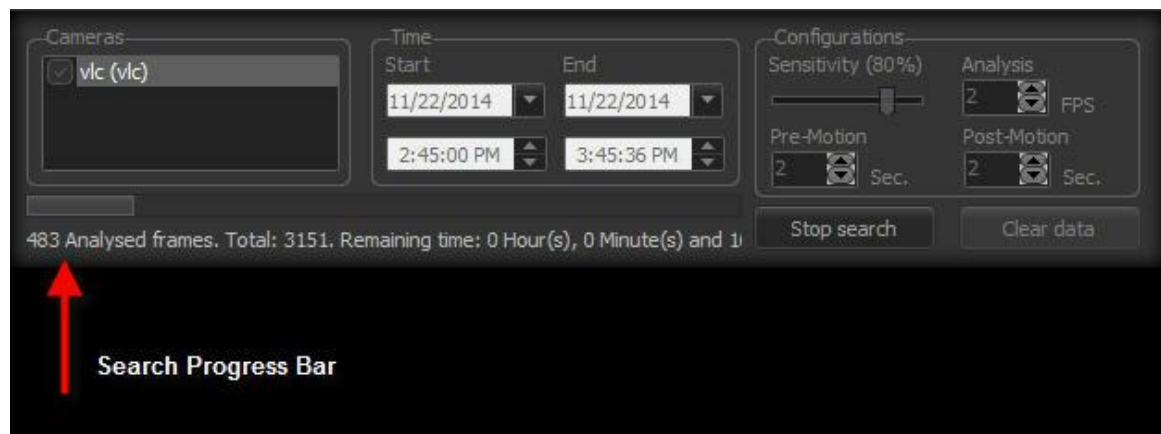 Cameras
vlc (vlc)
Time
Start End
11/22/2014 11/22/2014
2:45:00 PM 3:45:36 PM
Configurations
Sensitivity (80%) Analysis
2 FPS
Pre-Motion Post-Motion
2 Sec. 2 Sec.
483 Analysed frames. Total: 3151. Remaining time: 0 Hour(s), 0 Minute(s) and
Stop search Clear data
Search Progress Bar